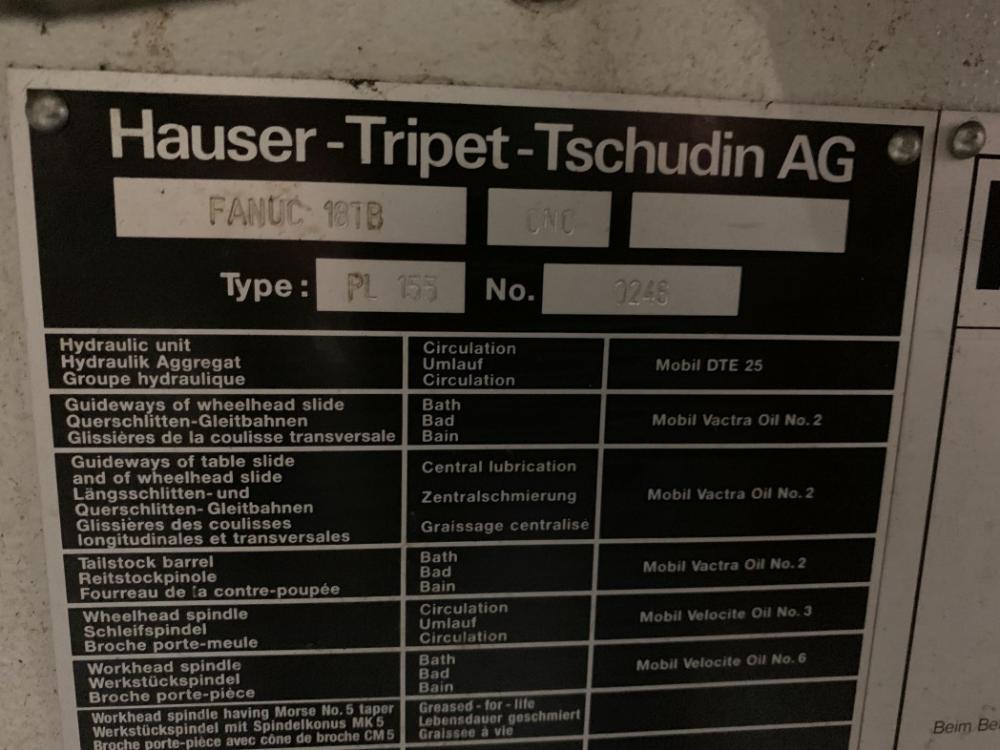 Hauser-Tripet-Tschudin AG
FANUC 18TB CNC
Type: PL 155 No. 0246
Hydraulic unit
Hydraulik Aggregat
Groupe hydraulique
Circulation
Umlauf
Circulation
Mobil DTE 25
Guideways of wheelhead slide
Querschlitten-Gleitbahnen
Glissières de la coulisse transversale
Bath
Bad
Bain
Mobil Vactra Oil No. 2
Guideways of table slide
and of wheelhead slide
Längsschlitten- und
Querschlitten-Gleitbahnen
Glissières des coulisses
longitudinales et transversales
Central lubrication
Zentralschmierung
Graissage centralisé
Mobil Vactra Oil No. 2
Tailstock barrel
Reitstockpinole
Fourreau de la contre-poupée
Bath
Bad
Bain
Mobil Vactra Oil No. 2
Wheelhead spindle
Schleifspindel
Broche porte-meule
Circulation
Umlauf
Circulation
Mobil Velocite Oil No. 3
Workhead spindle
Werkstückspindel
Broche porte-pièce
Bath
Bad
Bain
Mobil Velocite Oil No. 6
Workhead spindle having Morse No. 5 taper
Werkstückspindel mit Spindelkonus MK 5
Broche porte-pièce avec cône de broche CM 5
Greased-for-life
Lebensdauer geschmiert
Graissée à vie
Beim